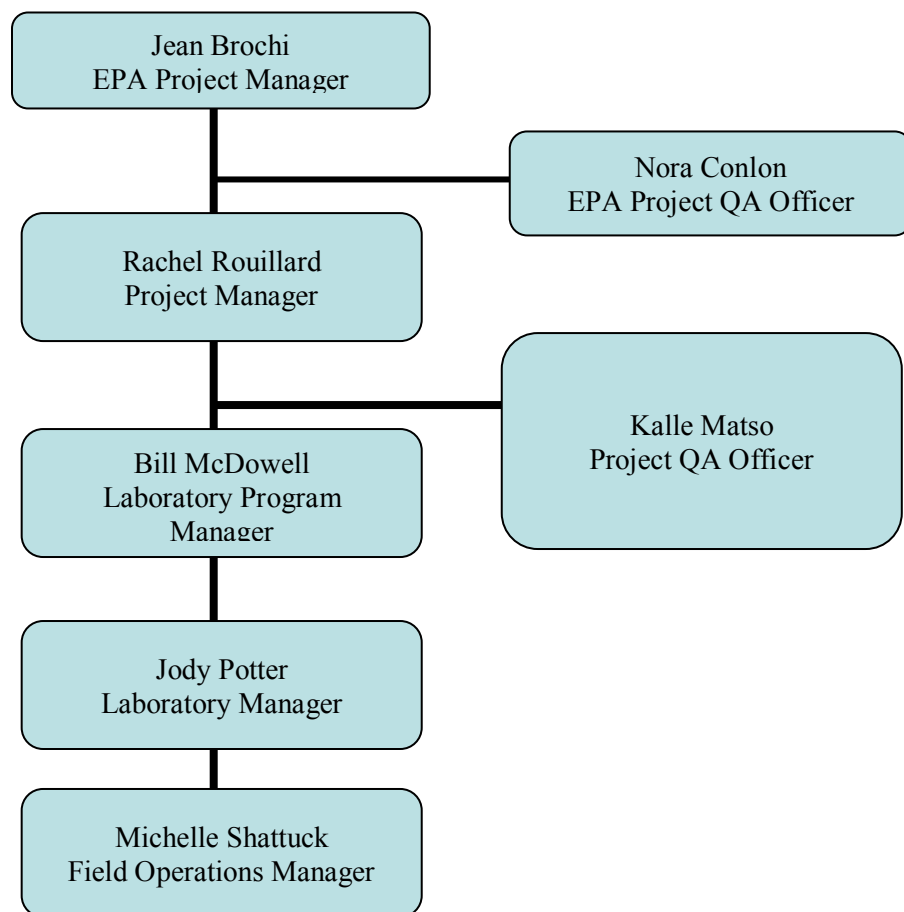 Jean Brochi
EPA Project Manager
Nora Conlon
EPA Project QA Officer
Rachel Rouillard
Project Manager
Kalle Matso
Project QA Officer
Bill McDowell
Laboratory Program
Manager
Jody Potter
Laboratory Manager
Michelle Shattuck
Field Operations Manager